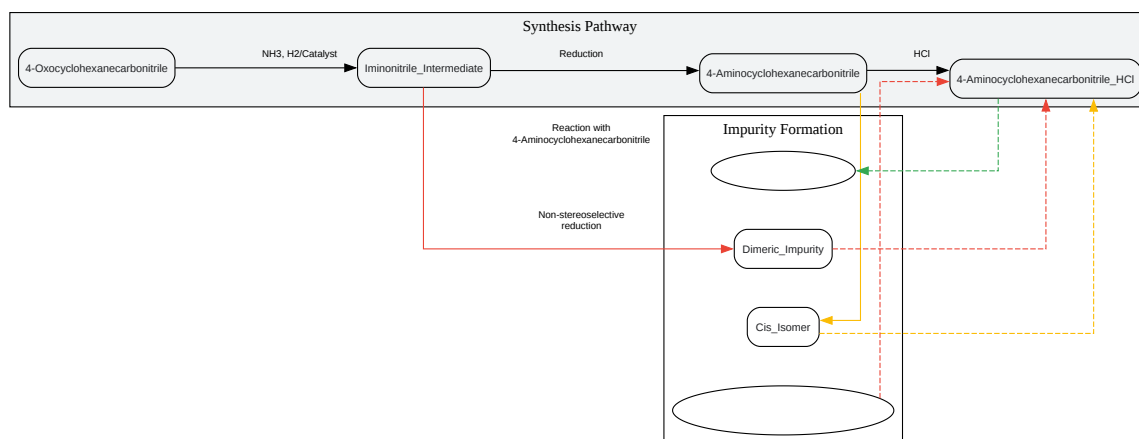 Synthesis Pathway
4-Oxocyclohexanecarbonitrile
NH3, H2/Catalyst
Iminonitrile_Intermediate
Reduction
4-Aminocyclohexanecarbonitrile
HCl
4-Aminocyclohexanecarbonitrile_HCl
Reaction with
4-Aminocyclohexanecarbonitrile
Impurity Formation
Non-stereoselective
reduction
Dimeric_Impurity
Cis_Isomer